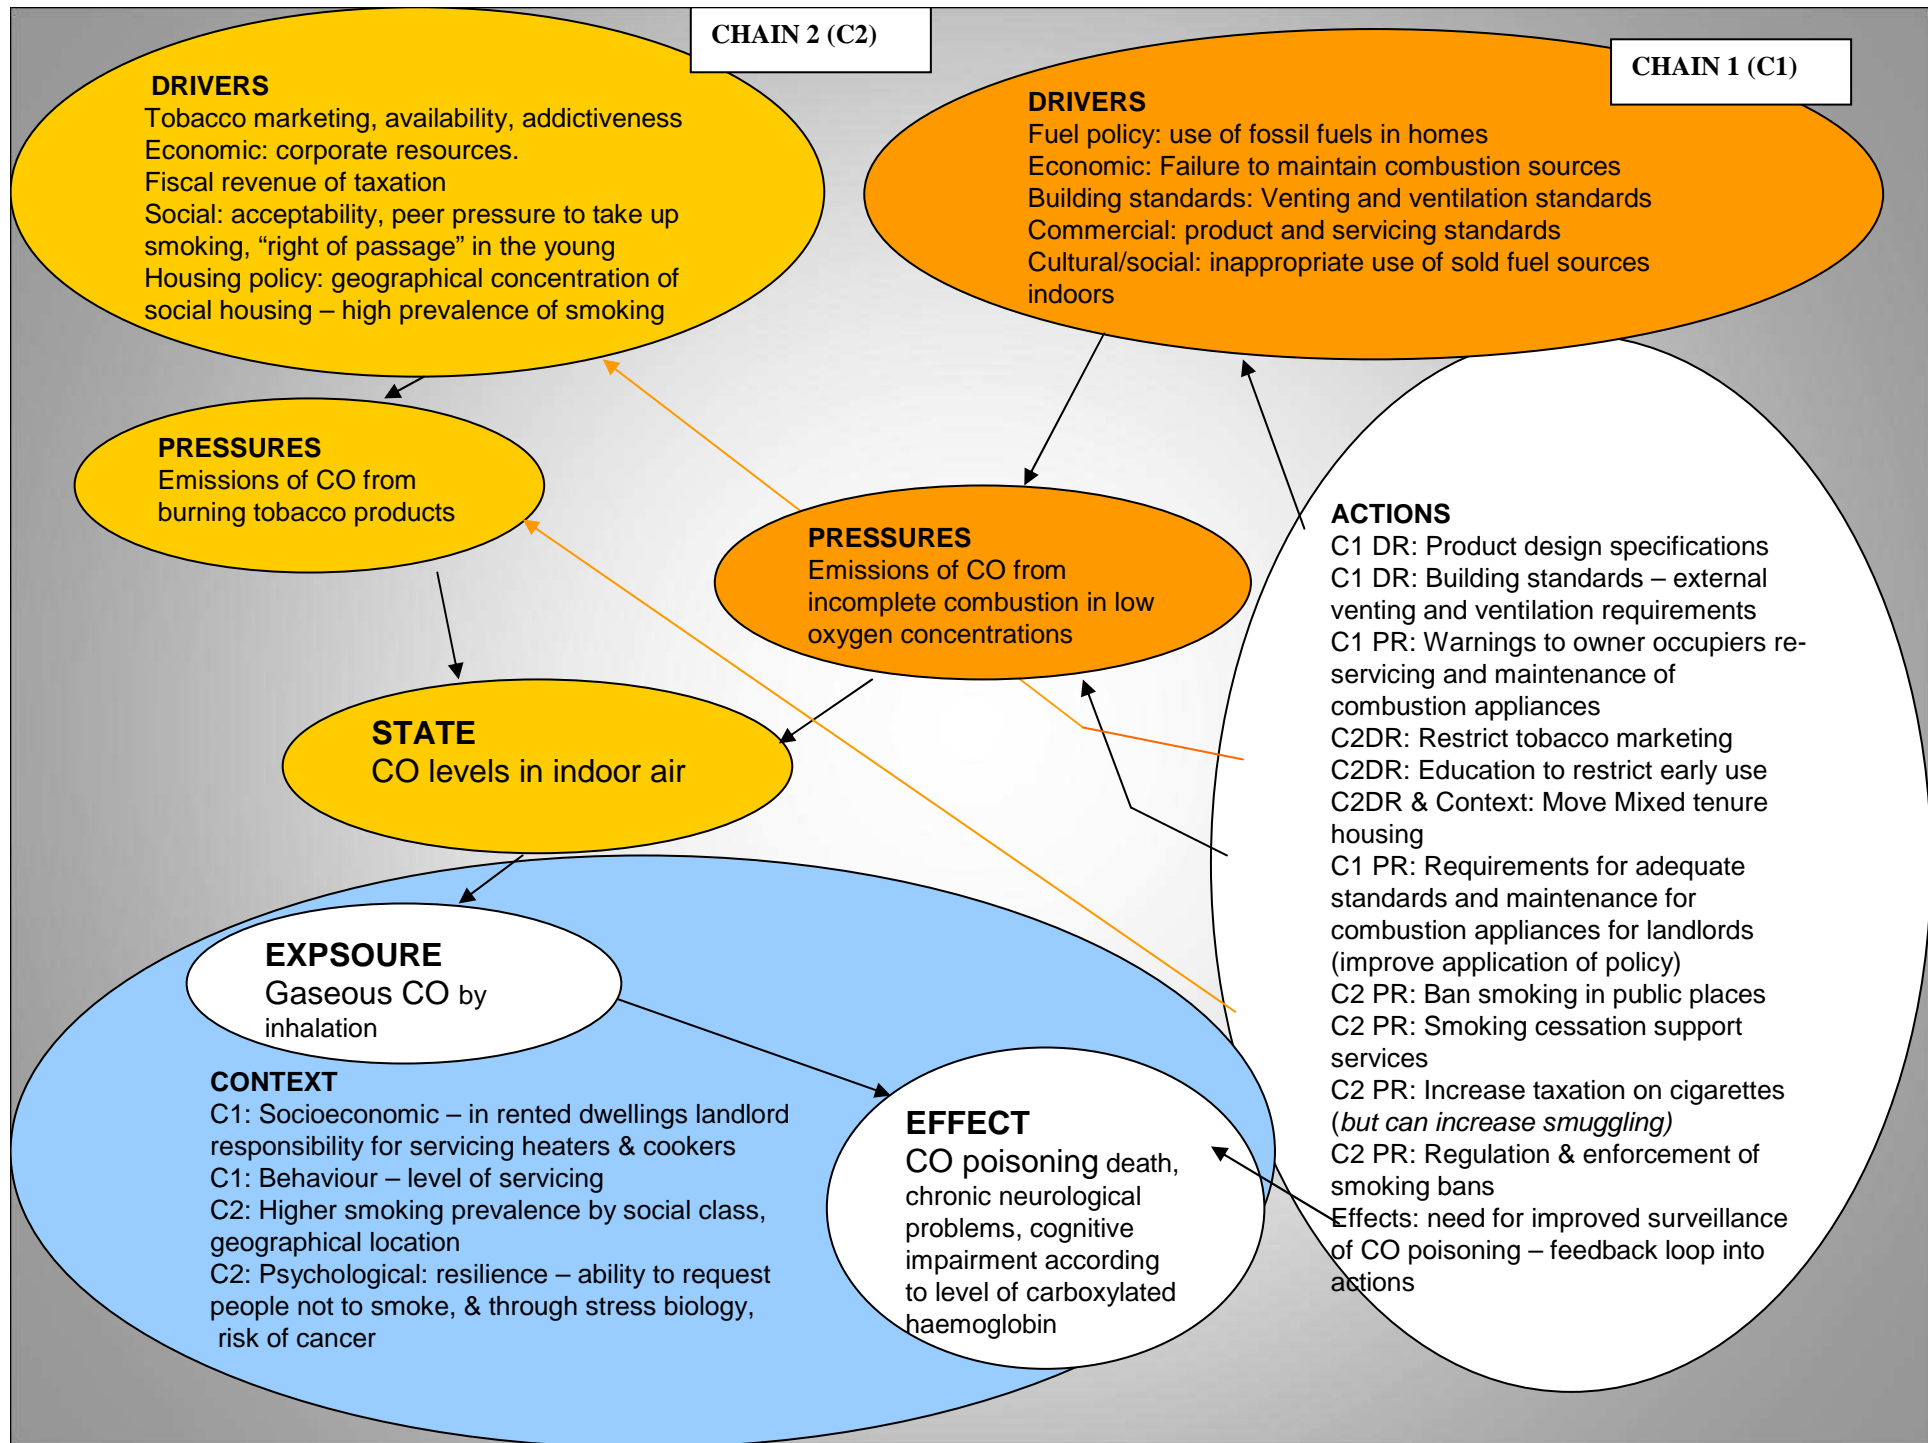 CHAIN 2 (C2)
CHAIN 1 (C1)
DRIVERS
Tobacco marketing, availability, addictiveness
Economic: corporate resources.
Fiscal revenue of taxation
Social: acceptability, peer pressure to take up
smoking, “right of passage” in the young
Housing policy: geographical concentration of
social housing – high prevalence of smoking
DRIVERS
Fuel policy: use of fossil fuels in homes
Economic: Failure to maintain combustion sources
Building standards: Venting and ventilation standards
Commercial: product and servicing standards
Cultural/social: inappropriate use of sold fuel sources
indoors
PRESSURES
Emissions of CO from
burning tobacco products
PRESSURES
Emissions of CO from
incomplete combustion in low
oxygen concentrations
STATE
CO levels in indoor air
EXPSOURE
Gaseous CO by
inhalation
CONTEXT
C1: Socioeconomic – in rented dwellings landlord
responsibility for servicing heaters & cookers
C1: Behaviour – level of servicing
C2: Higher smoking prevalence by social class,
geographical location
C2: Psychological: resilience – ability to request
people not to smoke, & through stress biology,
risk of cancer
EFFECT
CO poisoning death,
chronic neurological
problems, cognitive
impairment according
to level of carboxylated
haemoglobin
ACTIONS
C1 DR: Product design specifications
C1 DR: Building standards – external
venting and ventilation requirements
C1 PR: Warnings to owner occupiers re-
servicing and maintenance of
combustion appliances
C2DR: Restrict tobacco marketing
C2DR: Education to restrict early use
C2DR & Context: Move Mixed tenure
housing
C1 PR: Requirements for adequate
standards and maintenance for
combustion appliances for landlords
(improve application of policy)
C2 PR: Ban smoking in public places
C2 PR: Smoking cessation support
services
C2 PR: Increase taxation on cigarettes
(but can increase smuggling)
C2 PR: Regulation & enforcement of
smoking bans
Effects: need for improved surveillance
of CO poisoning – feedback loop into
actions